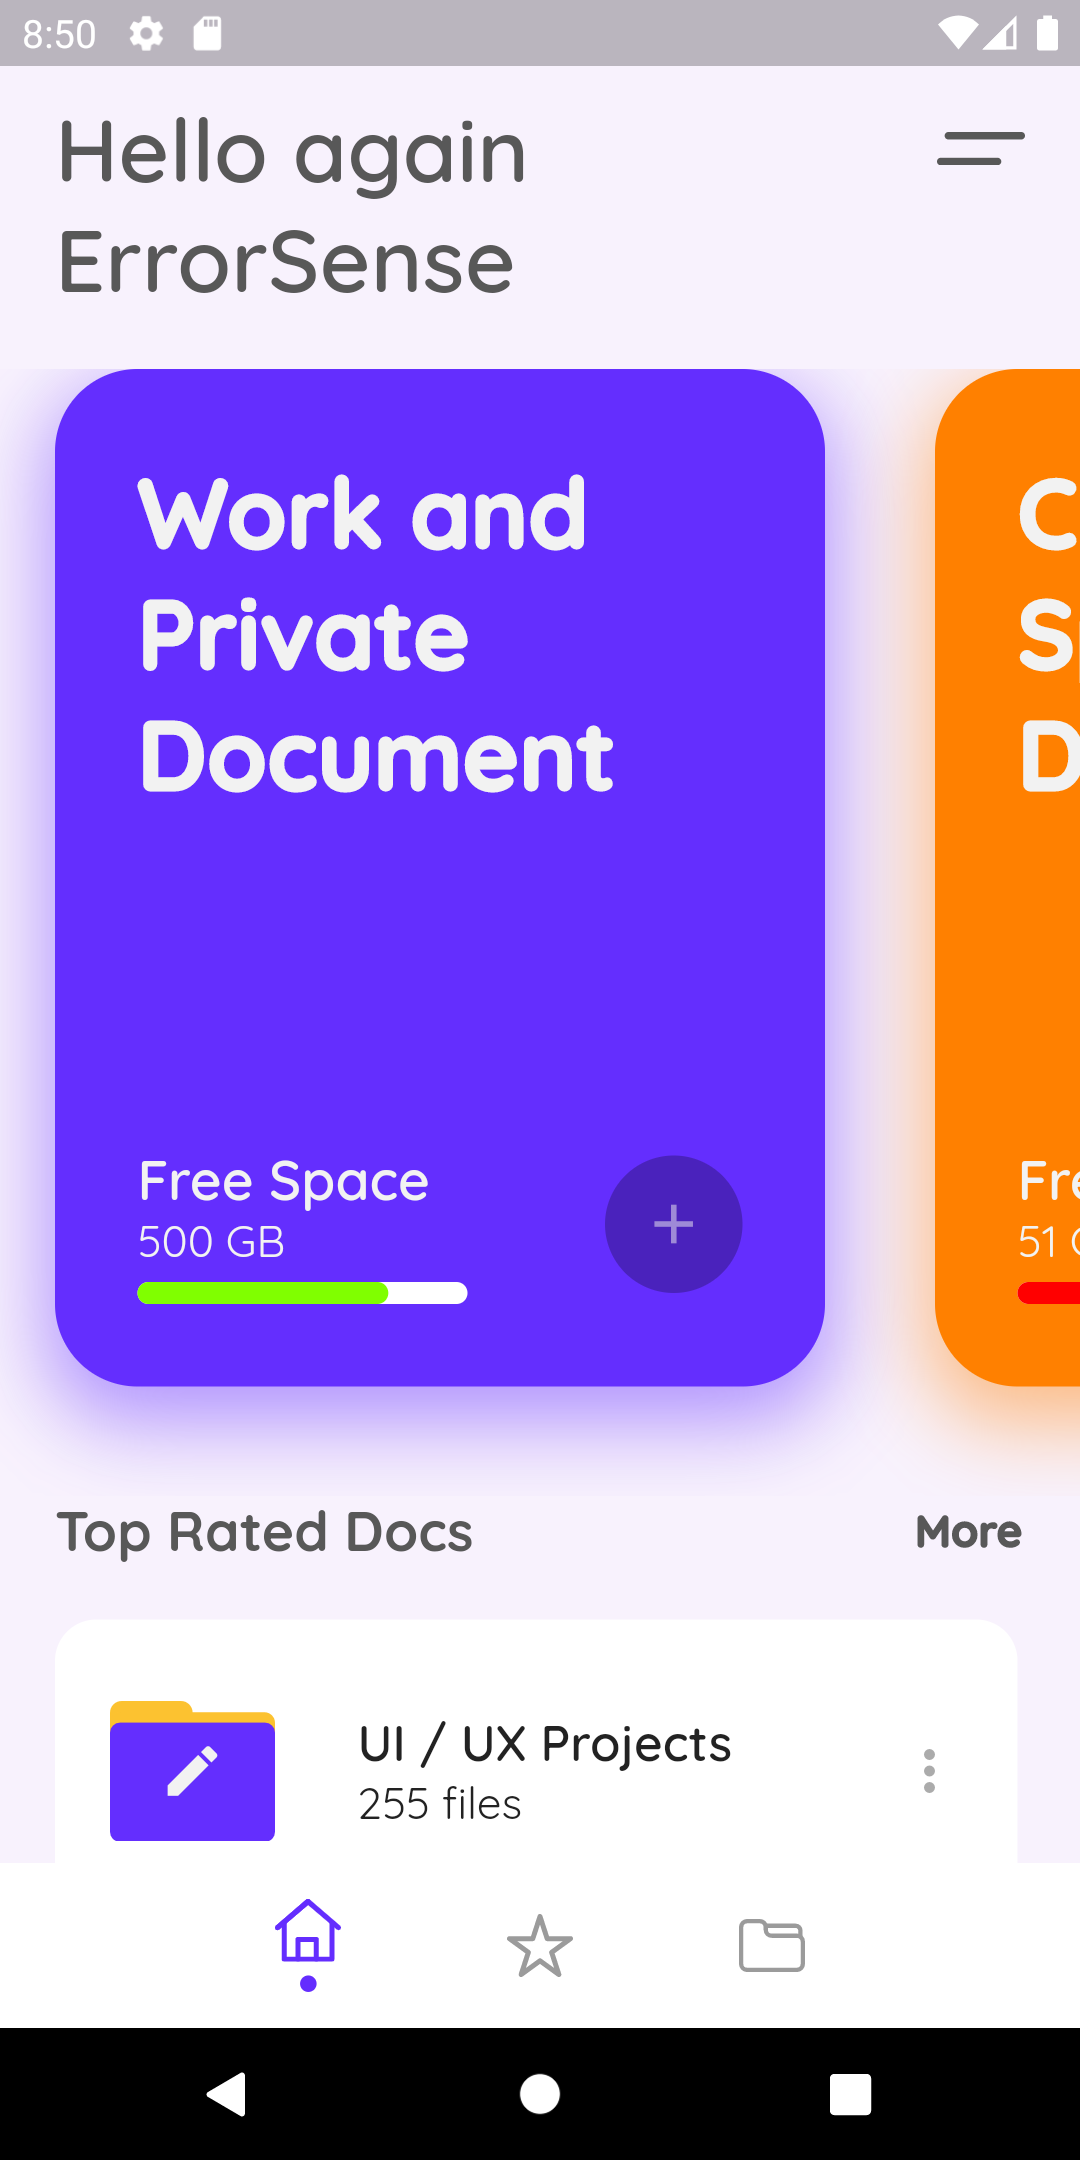 8:50
Hello again
ErrorSense
Work and
Private
Document
Free Space
500 GB
C
S
D
Fre
51
Top Rated Docs
More
UI / UX Projects
255 files